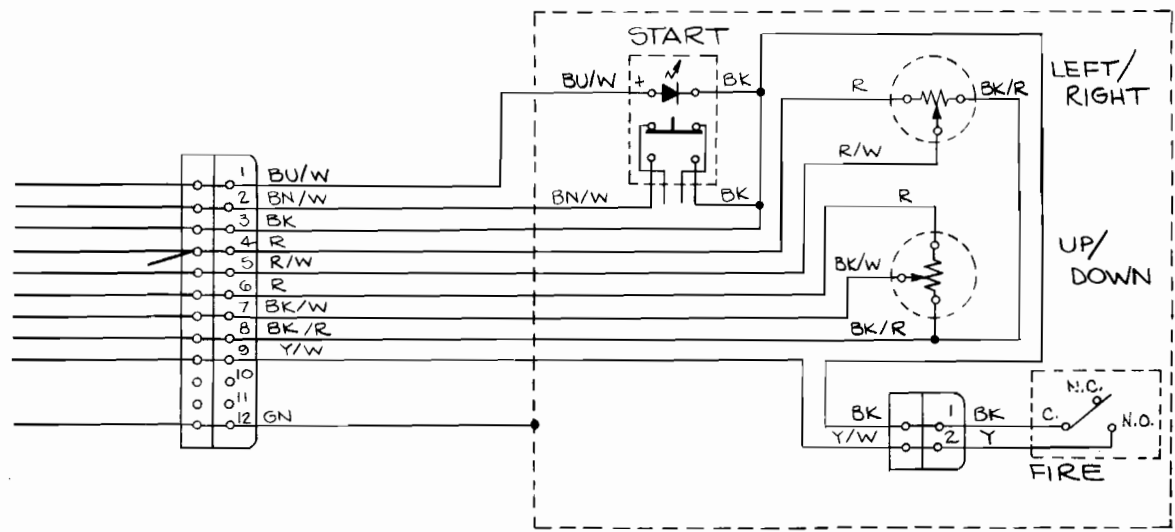 START
BU/W + BK
LEFT/
RIGHT
R BK/R
R/W
1 BU/W
2 BN/W BN/W BK
3 BK
4 R
5 R/W
6 R
7 BK/W
8 BK/R
9 Y/W
10
11
12 GN
R
BK/W
UP/
DOWN
BK/R
BK 1 BK
Y/W 2 Y
N.C.
C. N.O.
FIRE